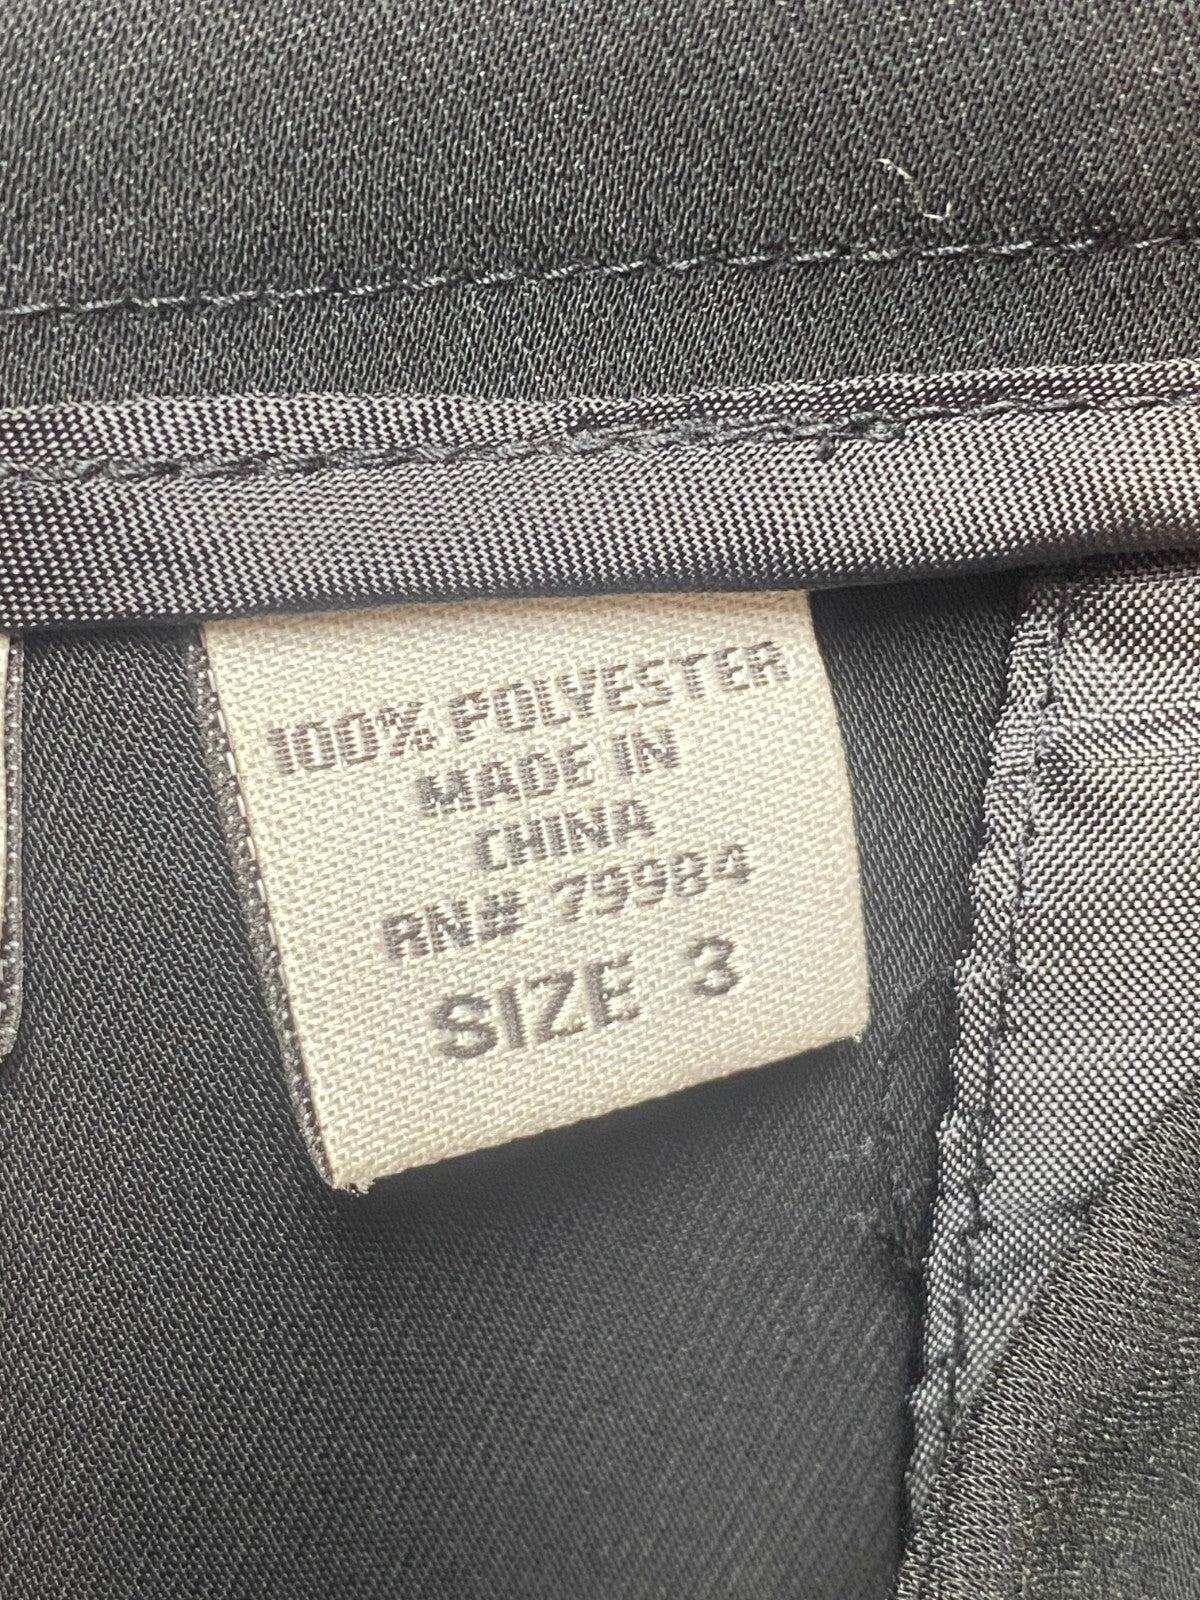 100% POLYESTER
MADE IN
CHINA
RN# 79984
SIZE 3